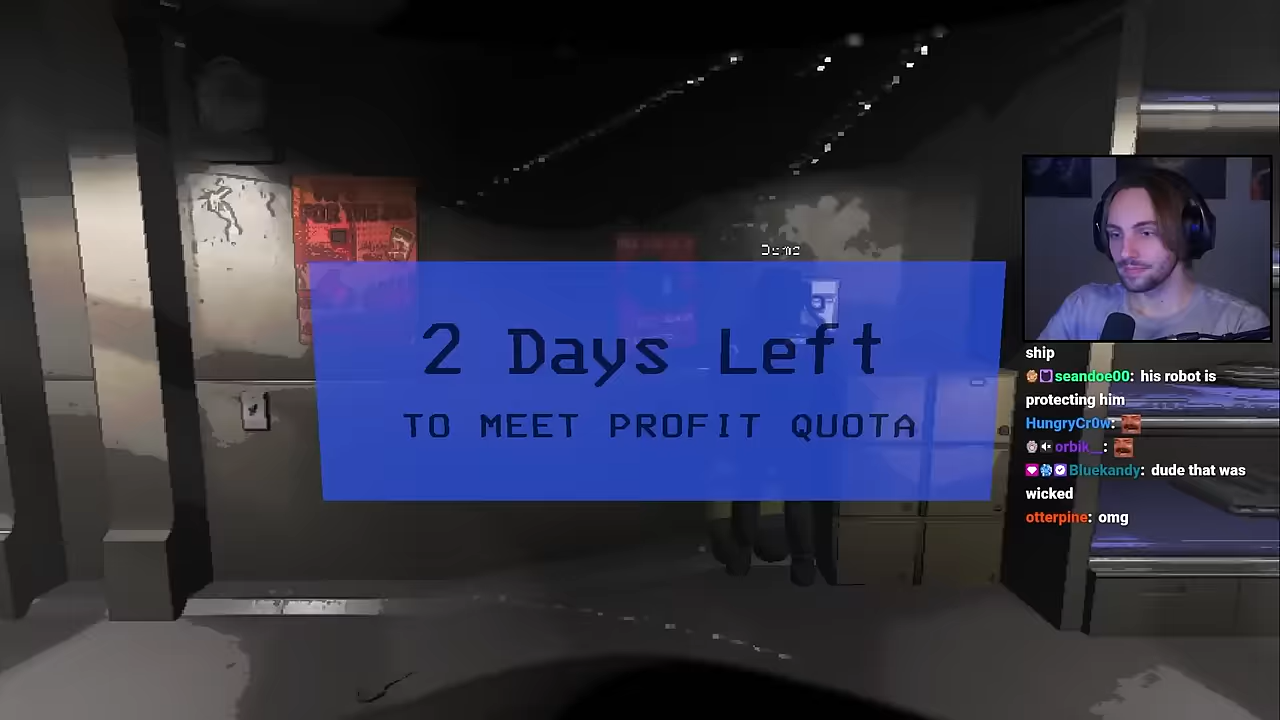 2 Days Left
TO MEET PROFIT QUOTA
ship
seandoe00: his robot is
protecting him
HungryCr0w:
orbik__:
Bluekandy: dude that was
wicked
otterpine: omg